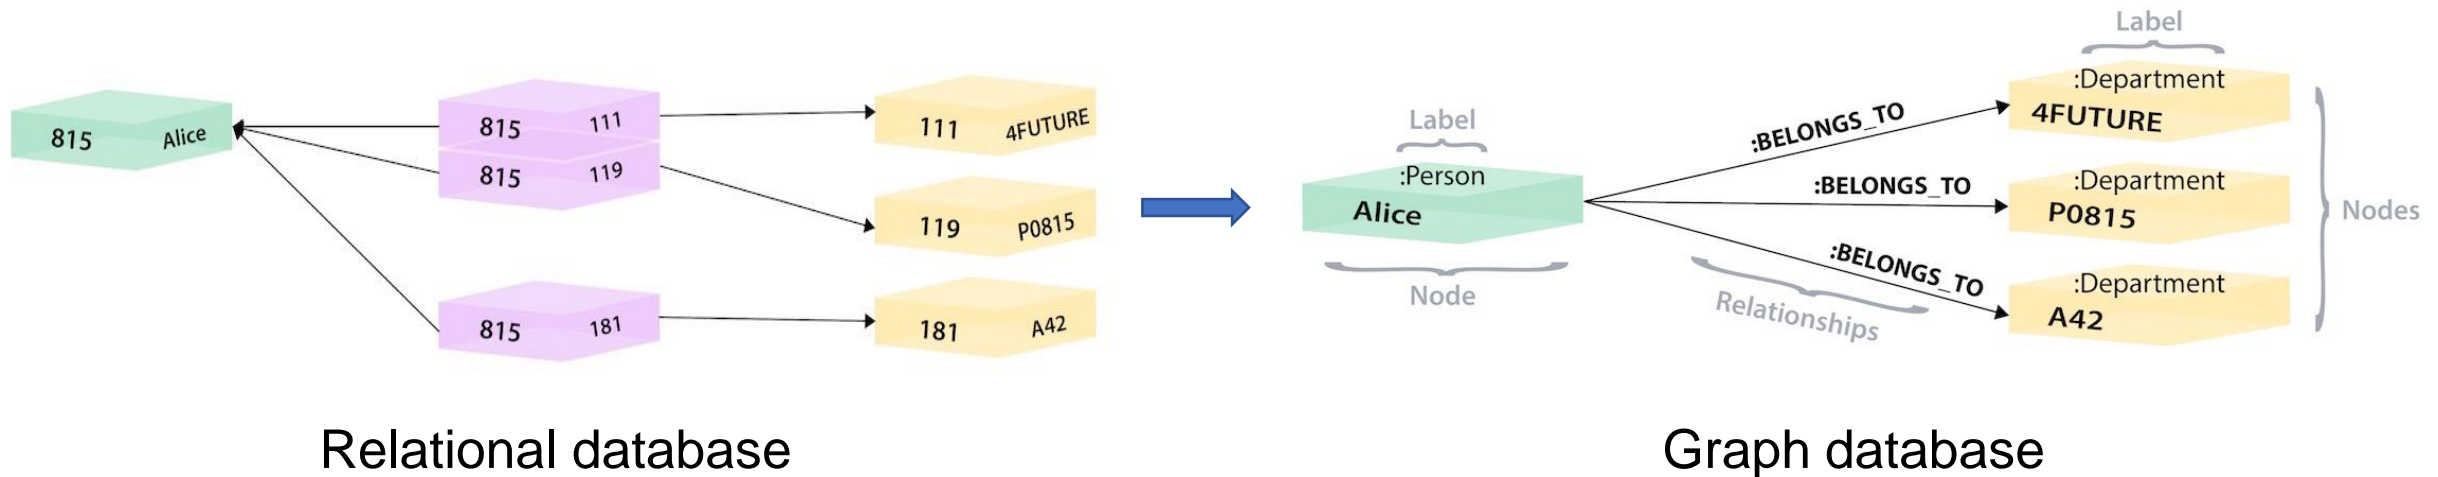 815 Alice
815 111
815 119
815 181
111 4FUTURE
119 P0815
181 A42
Relational database
Label
:Person
Alice
Node
:BELONGS_TO
:BELONGS_TO
:BELONGS_TO
Relationships
Label
:Department
4FUTURE
:Department
P0815
:Department
A42
Nodes
Graph database